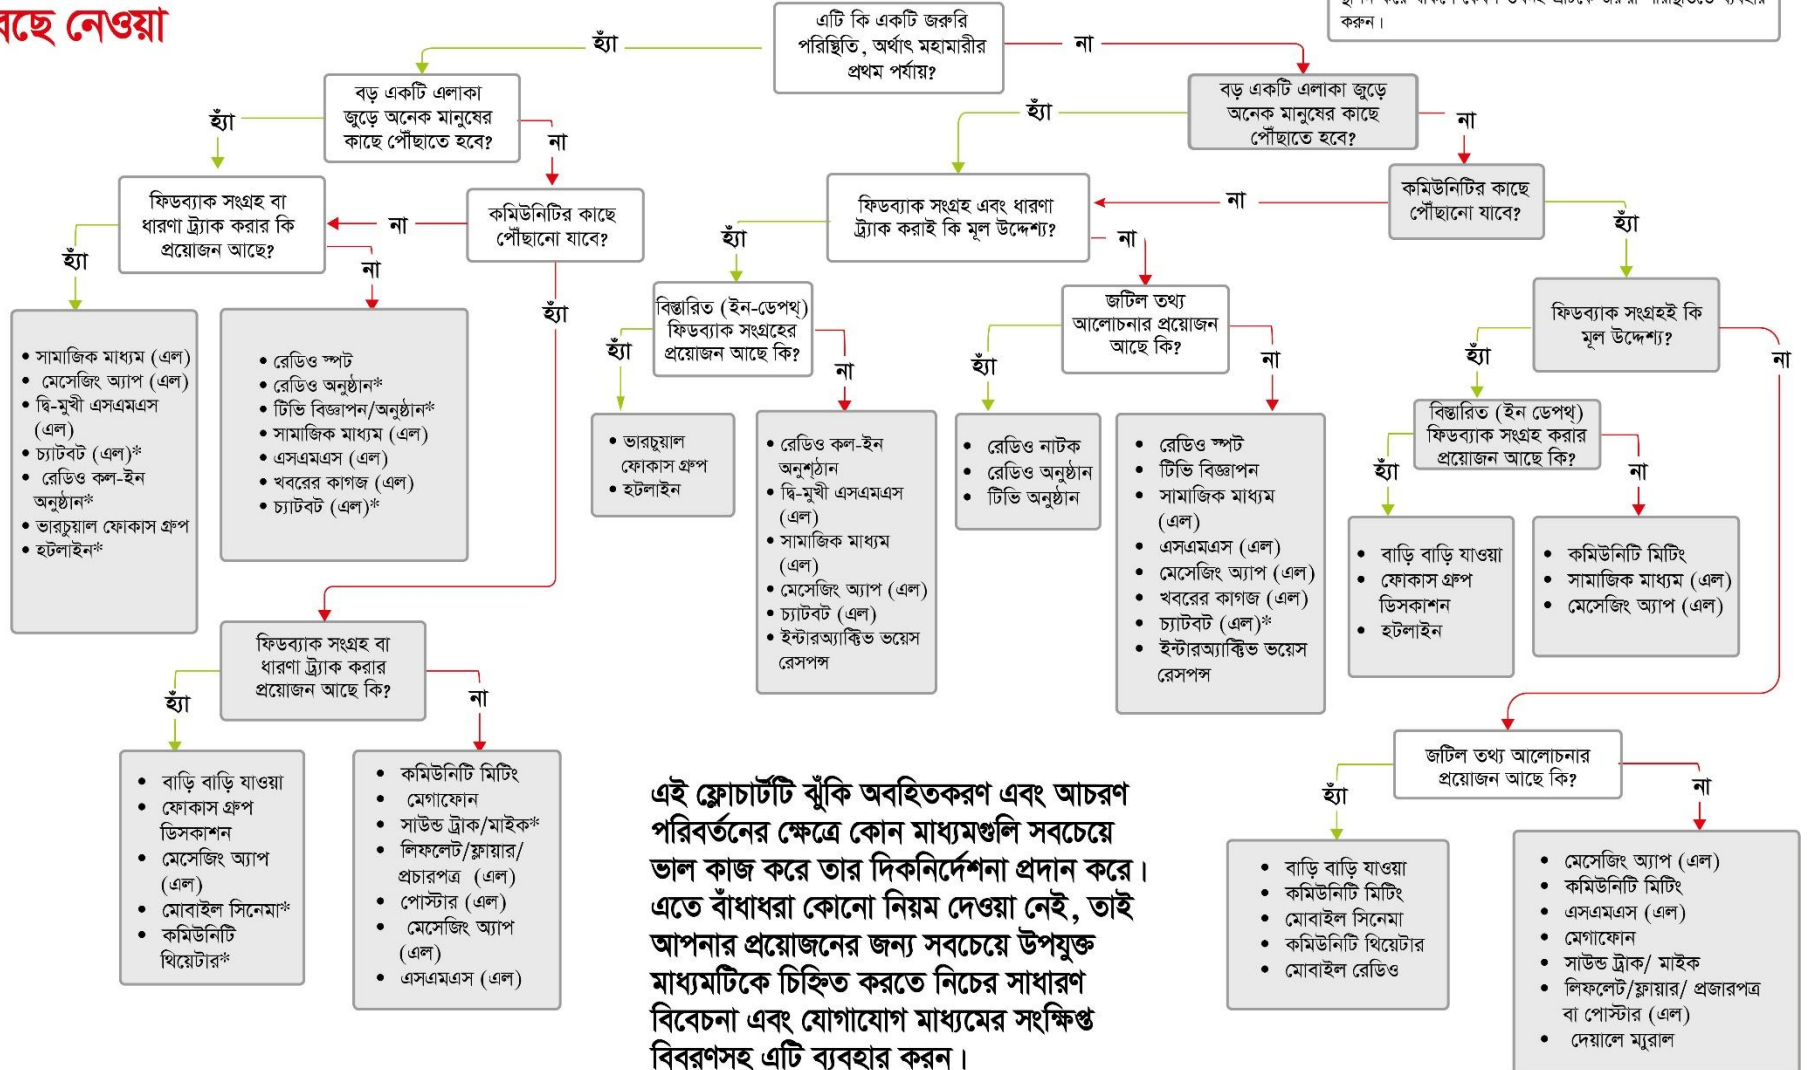 নেওয়া
করুন।
এটি কি একটি জরুরি
পরিস্থিতি, অর্থাৎ মহামারীর
প্রথম পর্যায়?
হ্যাঁ
না
বড় একটি এলাকা
জুড়ে অনেক মানুষের
কাছে পৌঁছাতে হবে?
হ্যাঁ
না
বড় একটি এলাকা জুড়ে
অনেক মানুষের কাছে
পৌঁছাতে হবে?
হ্যাঁ
না
ফিডব্যাক সংগ্রহ বা
ধারণা ট্র্যাক করার কি
প্রয়োজন আছে?
হ্যাঁ
না
কমিউনিটির কাছে
পৌঁছানো যাবে?
না
হ্যাঁ
ফিডব্যাক সংগ্রহ এবং ধারণা
ট্র্যাক করাই কি মূল উদ্দেশ্য?
হ্যাঁ
না
কমিউনিটির কাছে
পৌঁছানো যাবে?
না
হ্যাঁ
• সামাজিক মাধ্যম (এল)
• মেসেজিং অ্যাপ (এল)
• দ্বি-মুখী এসএমএস
(এল)
• চ্যাটবট (এল)*
• রেডিও কল-ইন
অনুষ্ঠান*
• ভারচুয়াল ফোকাস গ্রুপ
• হটলাইন*
• রেডিও স্পট
• রেডিও অনুষ্ঠান*
• টিভি বিজ্ঞাপন/অনুষ্ঠান*
• সামাজিক মাধ্যম (এল)
• এসএমএস (এল)
• খবরের কাগজ (এল)
• চ্যাটবট (এল)*
বিস্তারিত (ইন-ডেপথ্)
ফিডব্যাক সংগ্রহের
প্রয়োজন আছে কি?
হ্যাঁ
না
জটিল তথ্য
আলোচনার প্রয়োজন
আছে কি?
হ্যাঁ
না
ফিডব্যাক সংগ্রহই কি
মূল উদ্দেশ্য?
হ্যাঁ
না
বিস্তারিত (ইন ডেপথ্)
ফিডব্যাক সংগ্রহ করার
প্রয়োজন আছে কি?
হ্যাঁ
না
• ভারচুয়াল
ফোকাস গ্রুপ
• হটলাইন
• রেডিও কল-ইন
অনুশ্ঠান
• দ্বি-মুখী এসএমএস
(এল)
• সামাজিক মাধ্যম
(এল)
• মেসেজিং অ্যাপ (এল)
• চ্যাটবট (এল)
• ইন্টারঅ্যাক্টিভ ভয়েস
রেসপন্স
• রেডিও নাটক
• রেডিও অনুষ্ঠান
• টিভি অনুষ্ঠান
• রেডিও স্পট
• টিভি বিজ্ঞাপন
• সামাজিক মাধ্যম
(এল)
• এসএমএস (এল)
• মেসেজিং অ্যাপ (এল)
• খবরের কাগজ (এল)
• চ্যাটবট (এল)*
• ইন্টারঅ্যাক্টিভ ভয়েস
রেসপন্স
• বাড়ি বাড়ি যাওয়া
• ফোকাস গ্রুপ
ডিসকাশন
• হটলাইন
• কমিউনিটি মিটিং
• সামাজিক মাধ্যম (এল)
• মেসেজিং অ্যাপ (এল)
ফিডব্যাক সংগ্রহ বা
ধারণা ট্র্যাক করার
প্রয়োজন আছে কি?
হ্যাঁ
না
• বাড়ি বাড়ি যাওয়া
• ফোকাস গ্রুপ
ডিসকাশন
• মেসেজিং অ্যাপ
(এল)
• মোবাইল সিনেমা*
• কমিউনিটি
থিয়েটার*
• কমিউনিটি মিটিং
• মেগাফোন
• সাউন্ড ট্রাক/মাইক*
• লিফলেট/ফ্লায়ার/
প্রচারপত্র (এল)
• পোস্টার (এল)
• মেসেজিং অ্যাপ
(এল)
• এসএমএস (এল)
এই ফ্লোচার্টটি ঝুঁকি অবহিতকরণ এবং আচরণ
পরিবর্তনের ক্ষেত্রে কোন মাধ্যমগুলি সবচেয়ে
ভাল কাজ করে তার দিকনির্দেশনা প্রদান করে।
এতে বাঁধাধরা কোনো নিয়ম দেওয়া নেই, তাই
আপনার প্রয়োজনের জন্য সবচেয়ে উপযুক্ত
মাধ্যমটিকে চিহ্নিত করতে নিচের সাধারণ
বিবেচনা এবং যোগাযোগ মাধ্যমের সংক্ষিপ্ত
বিবরণসহ এটি ব্যবহার করন।
জটিল তথ্য আলোচনার
প্রয়োজন আছে কি?
হ্যাঁ
না
• বাড়ি বাড়ি যাওয়া
• কমিউনিটি মিটিং
• মোবাইল সিনেমা
• কমিউনিটি থিয়েটার
• মোবাইল রেডিও
• মেসেজিং অ্যাপ (এল)
• কমিউনিটি মিটিং
• এসএমএস (এল)
• মেগাফোন
• সাউন্ড ট্রাক/ মাইক
• লিফলেট/ফ্লায়ার/ প্রজারপত্র
বা পোস্টার (এল)
• দেয়ালে ম্যুরাল